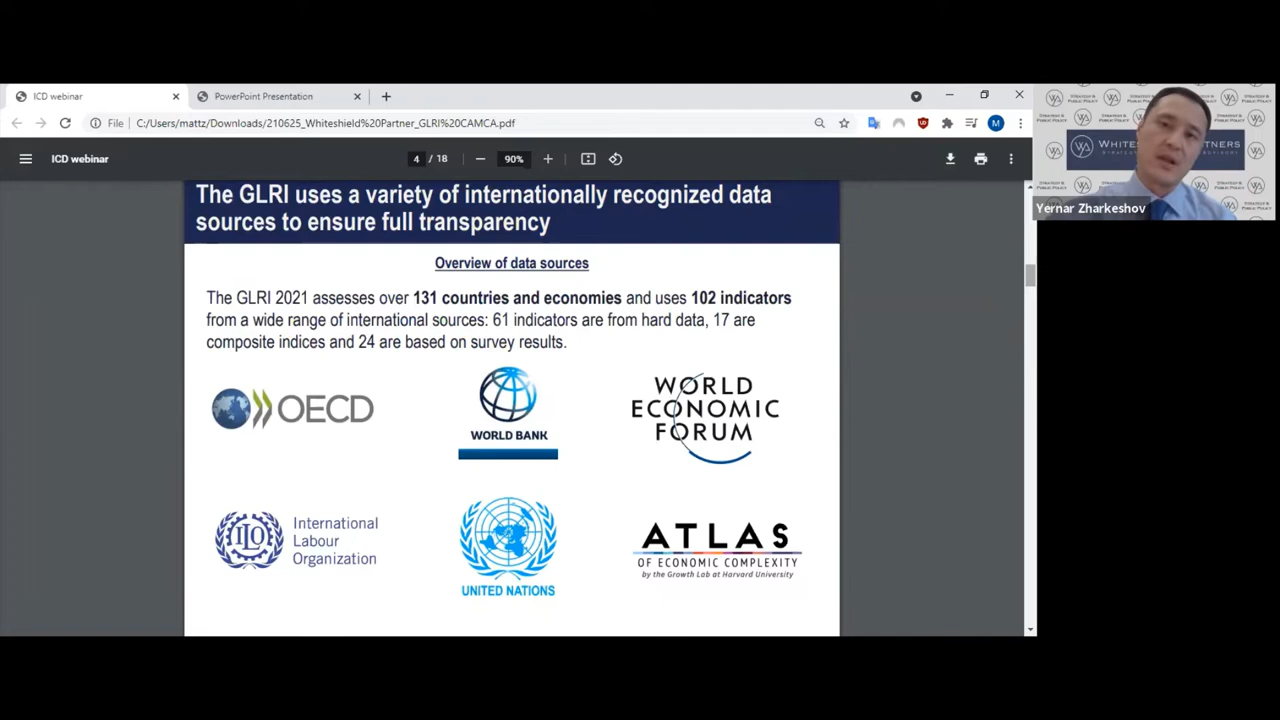 ICD webinar
PowerPoint Presentation
File
C:/Users/mattz/Downloads/210625_Whiteshield%20Partner_GLRI%20CAMCA.pdf
M
ICD webinar
4 / 18
90%
The GLRI uses a variety of internationally recognized data
sources to ensure full transparency
Overview of data sources
The GLRI 2021 assesses over 131 countries and economies and uses 102 indicators
from a wide range of international sources: 61 indicators are from hard data, 17 are
composite indices and 24 are based on survey results.
OECD
WORLD BANK
WORLD
ECONOMIC
FORUM
ILO
International
Labour
Organization
UNITED NATIONS
ATLAS
OF ECONOMIC COMPLEXITY
by the Growth Lab at Harvard University
Yernar Zharkeshov